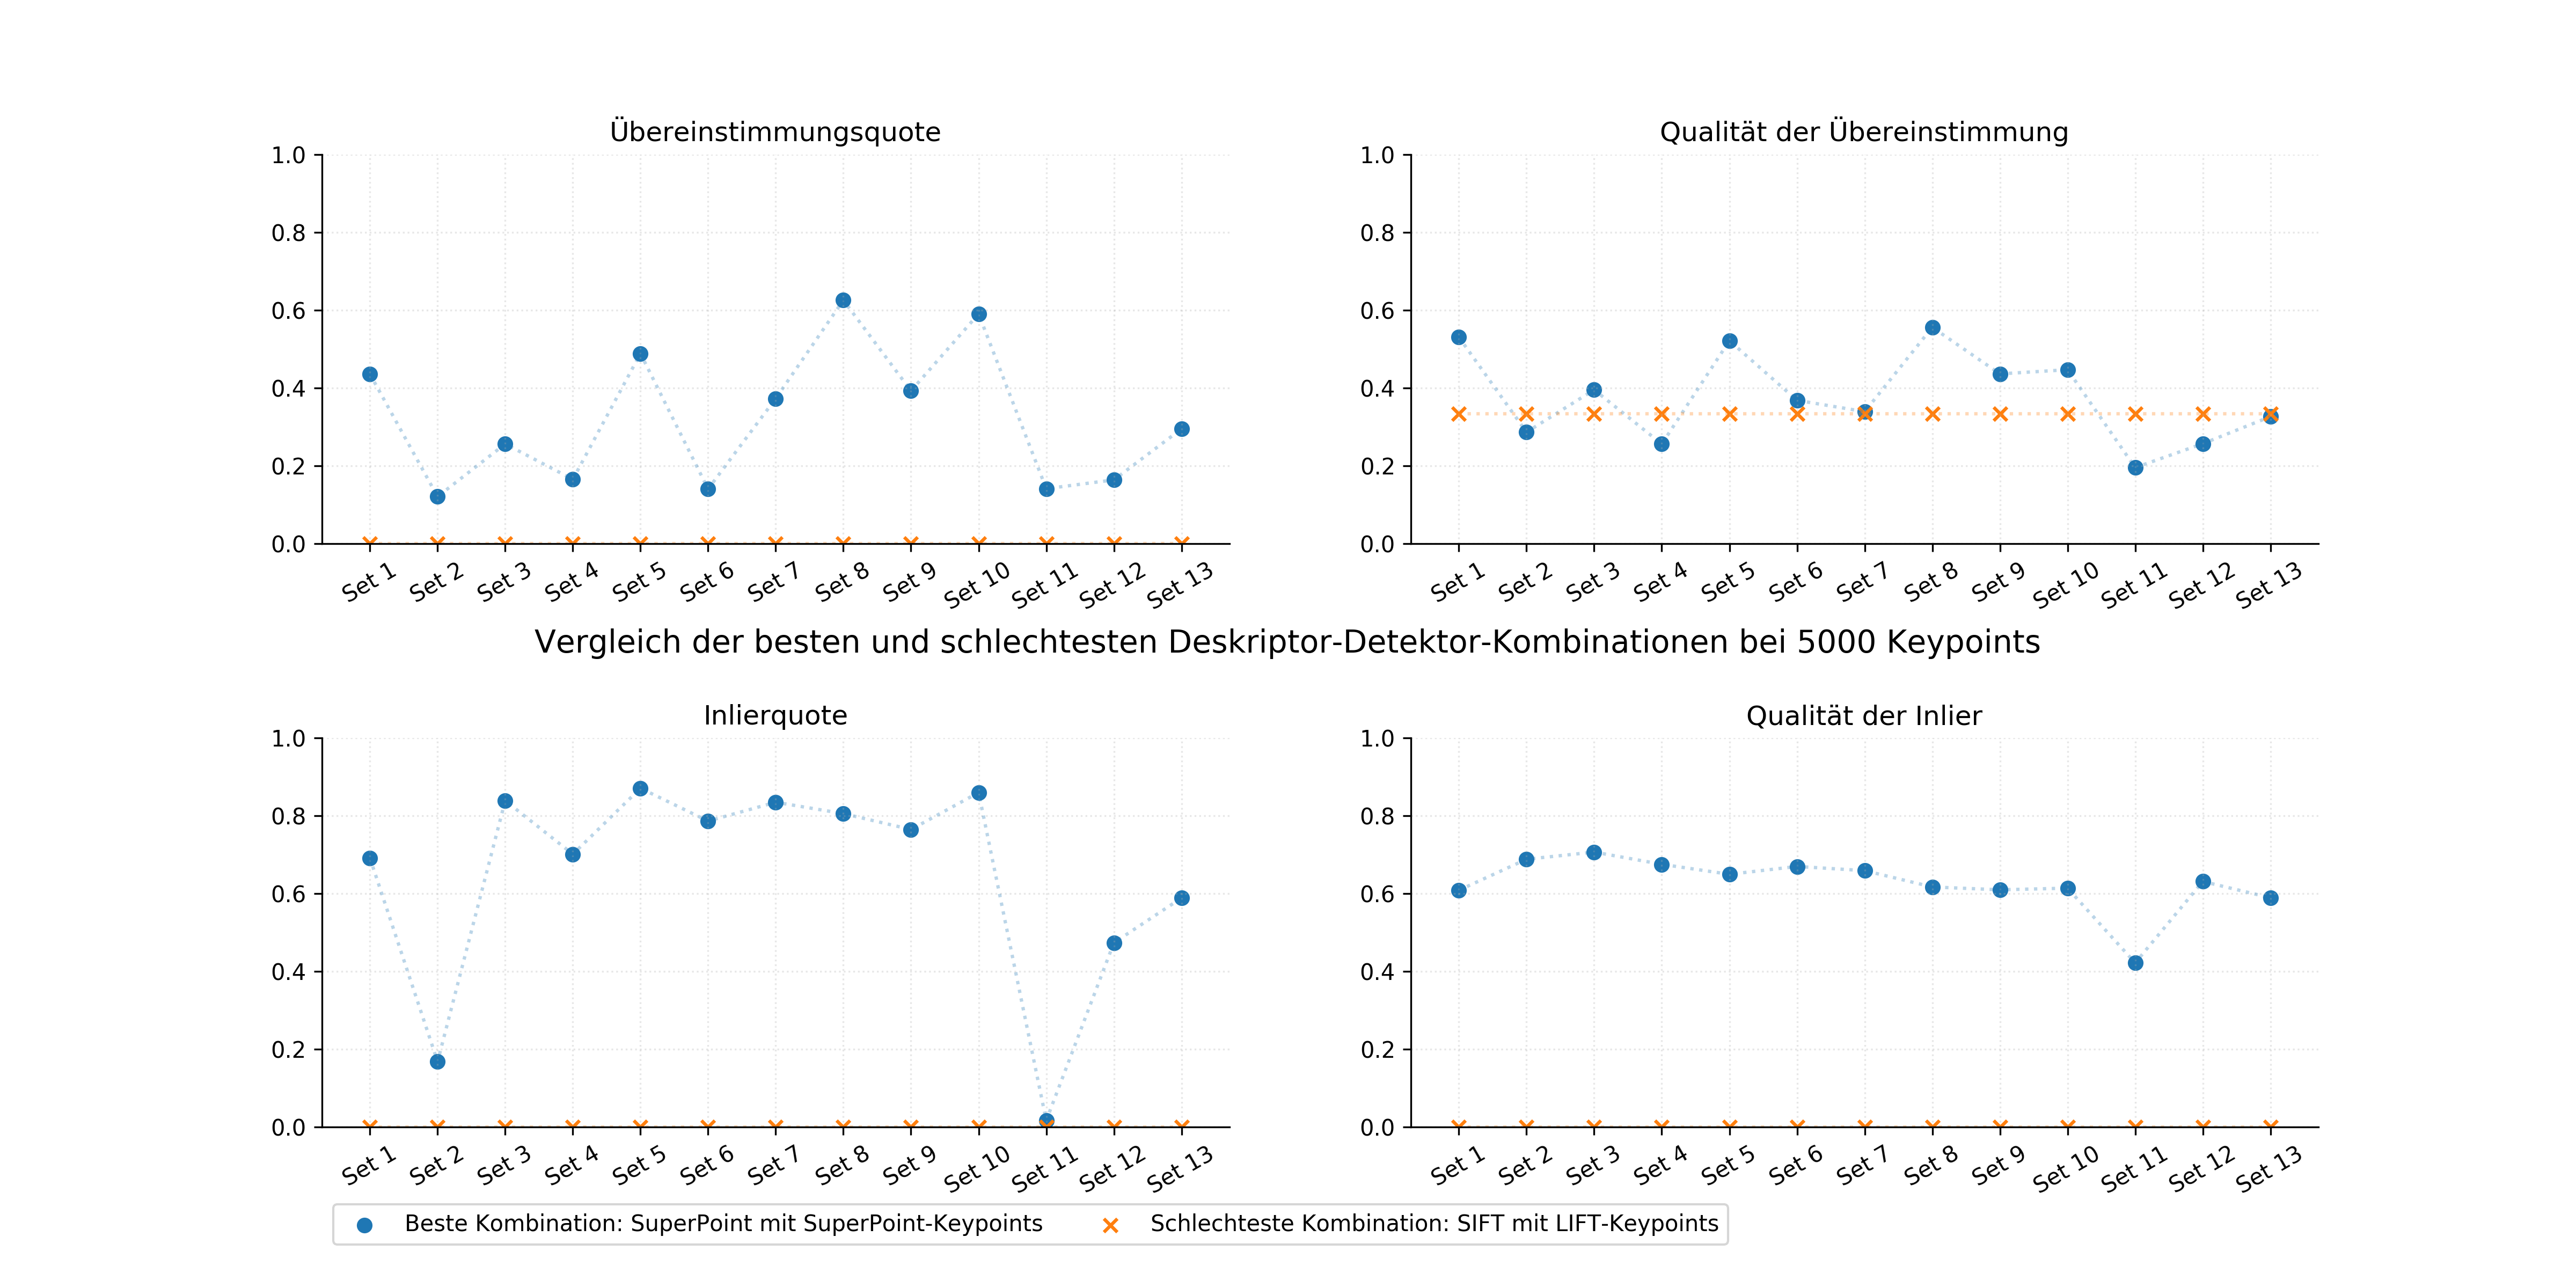 Übereinstimmungsquote
1.0
0.8
0.6
0.4
0.2
0.0
Set 1 Set 2 Set 3 Set 4 Set 5 Set 6 Set 7 Set 8 Set 9 Set 10 Set 11 Set 12 Set 13
Qualität der Übereinstimmung
1.0
0.8
0.6
0.4
0.2
0.0
Set 1 Set 2 Set 3 Set 4 Set 5 Set 6 Set 7 Set 8 Set 9 Set 10 Set 11 Set 12 Set 13
Vergleich der besten und schlechtesten Deskriptor-Detektor-Kombinationen bei 5000 Keypoints
Inlierquote
1.0
0.8
0.6
0.4
0.2
0.0
Set 1 Set 2 Set 3 Set 4 Set 5 Set 6 Set 7 Set 8 Set 9 Set 10 Set 11 Set 12 Set 13
Qualität der Inlier
1.0
0.8
0.6
0.4
0.2
0.0
Set 1 Set 2 Set 3 Set 4 Set 5 Set 6 Set 7 Set 8 Set 9 Set 10 Set 11 Set 12 Set 13
Beste Kombination: SuperPoint mit SuperPoint-Keypoints
Schlechteste Kombination: SIFT mit LIFT-Keypoints